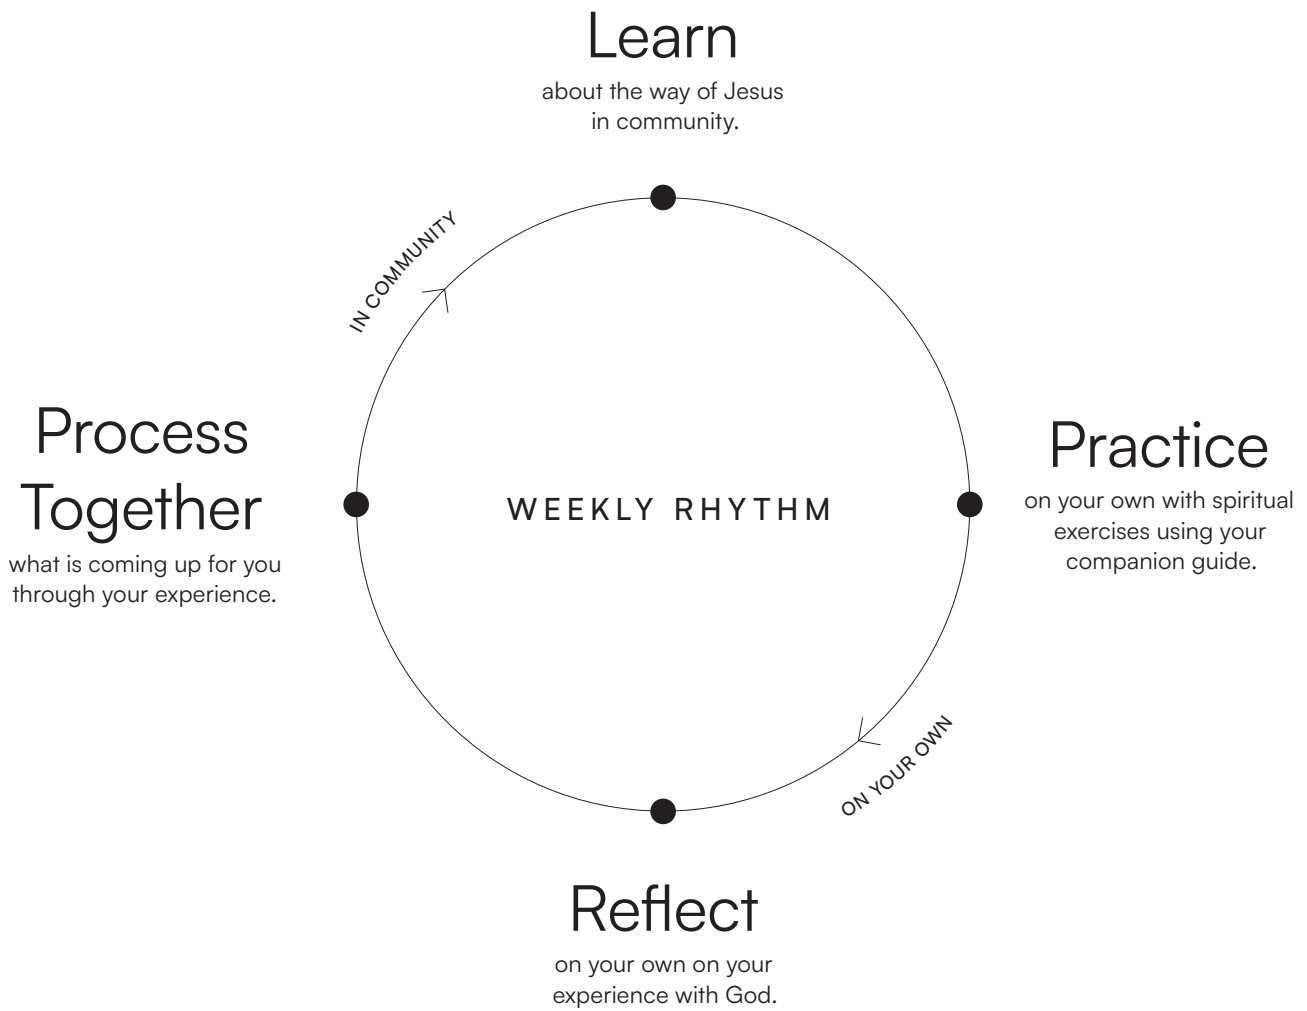 Learn
about the way of Jesus
in community.
IN COMMUNITY
Process
Together
what is coming up for you
through your experience.
WEEKLY RHYTHM
Practice
on your own with spiritual
exercises using your
companion guide.
ON YOUR OWN
Reflect
on your own on your
experience with God.